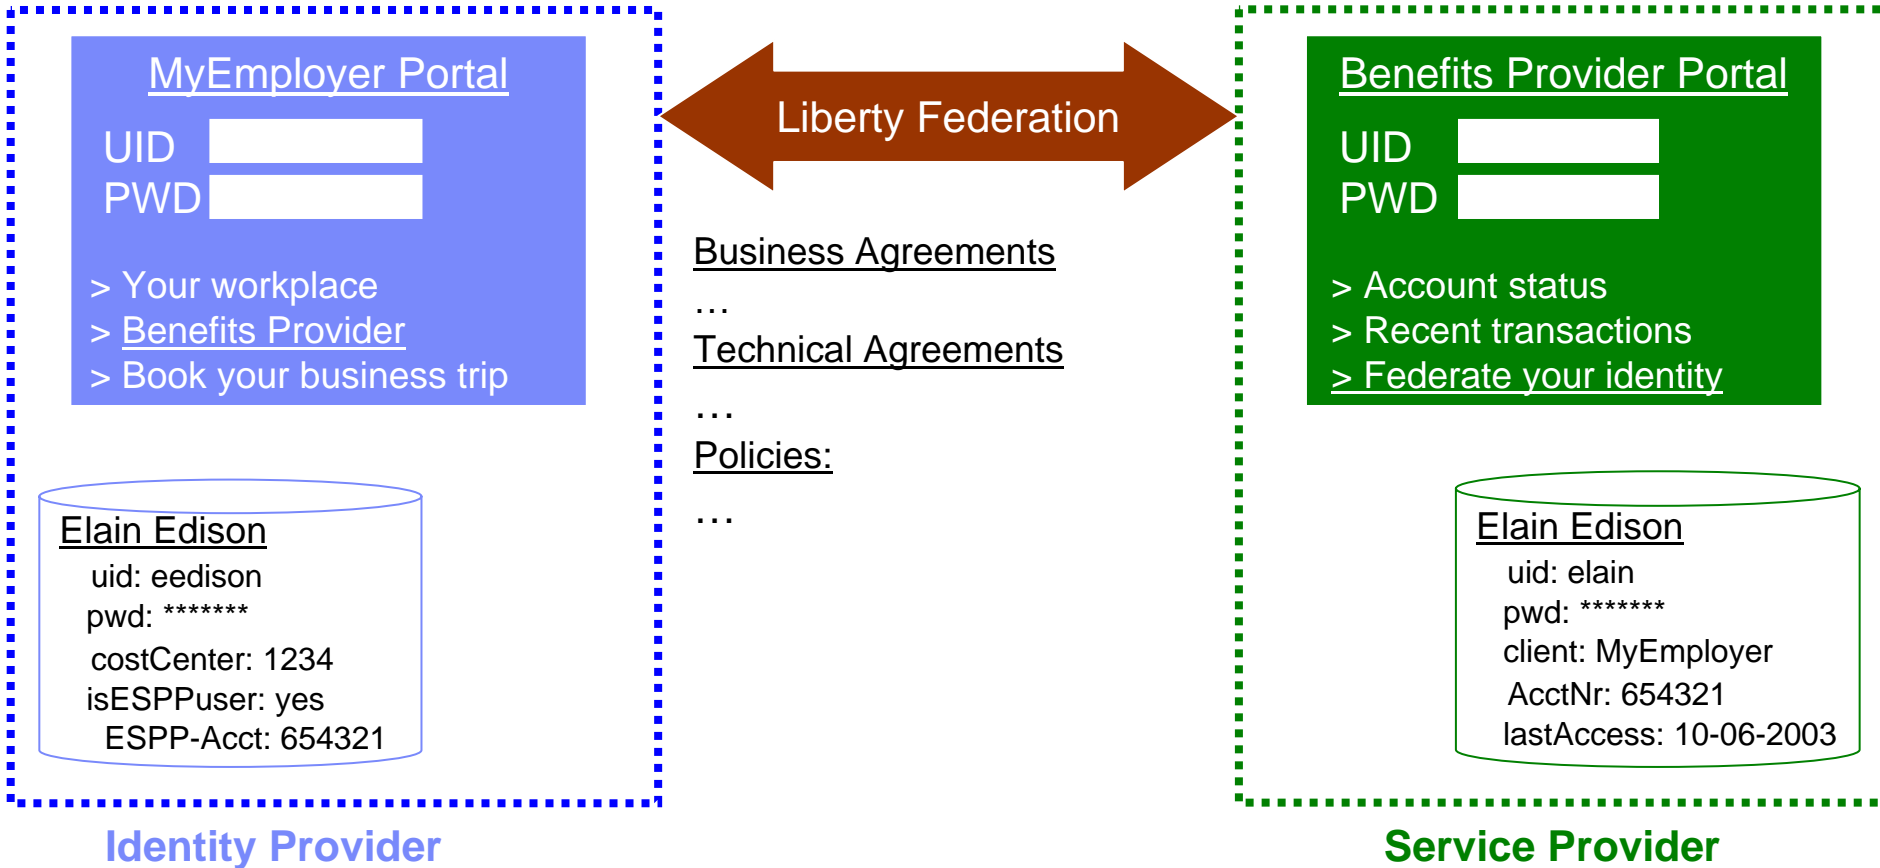 MyEmployer Portal
UID
PWD
> Your workplace
> Benefits Provider
> Book your business trip
Elain Edison
uid: eedison
pwd: *******
costCenter: 1234
isESPPuser: yes
ESPP-Acct: 654321
Identity Provider
Liberty Federation
Business Agreements
…
Technical Agreements
…
Policies:
…
Benefits Provider Portal
UID
PWD
> Account status
> Recent transactions
> Federate your identity
Elain Edison
uid: elain
pwd: *******
client: MyEmployer
AcctNr: 654321
lastAccess: 10-06-2003
Service Provider